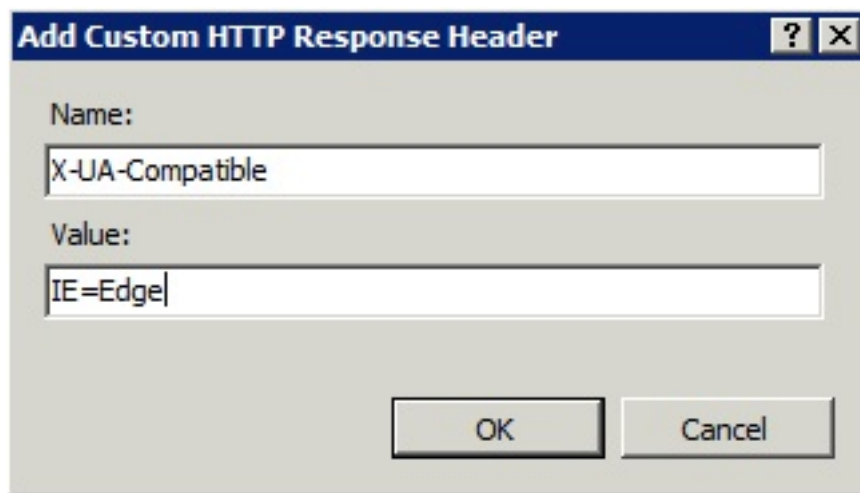 Add Custom HTTP Response Header
Name:
X-UA-Compatible
Value:
IE=Edge
OK Cancel